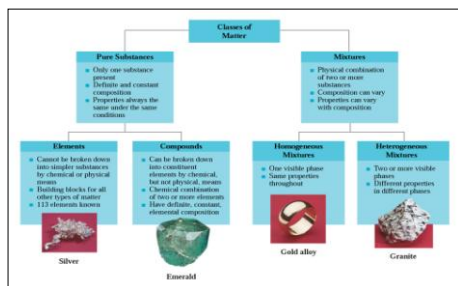 Classes of
Matter
Pure Substances
Only one substance
present
Definite and constant
composition
Properties always the
same under the same
conditions
Mixtures
Physical combination
of two or more
substances
Composition can vary
Properties can vary
with composition
Elements
Cannot be broken down
into simpler substances
by chemical or physical
means
Building blocks for all
other types of matter
113 elements known
Silver
Compounds
Can be broken down
into constituent
elements by chemical,
but not physical, means
Chemical combination
of two or more elements
Have definite, constant,
elemental composition
Emerald
Homogeneous
Mixtures
One visible phase
Same properties
throughout
Gold alloy
Heterogeneous
Mixtures
Two or more visible
phases
Different properties
in different phases
Granite